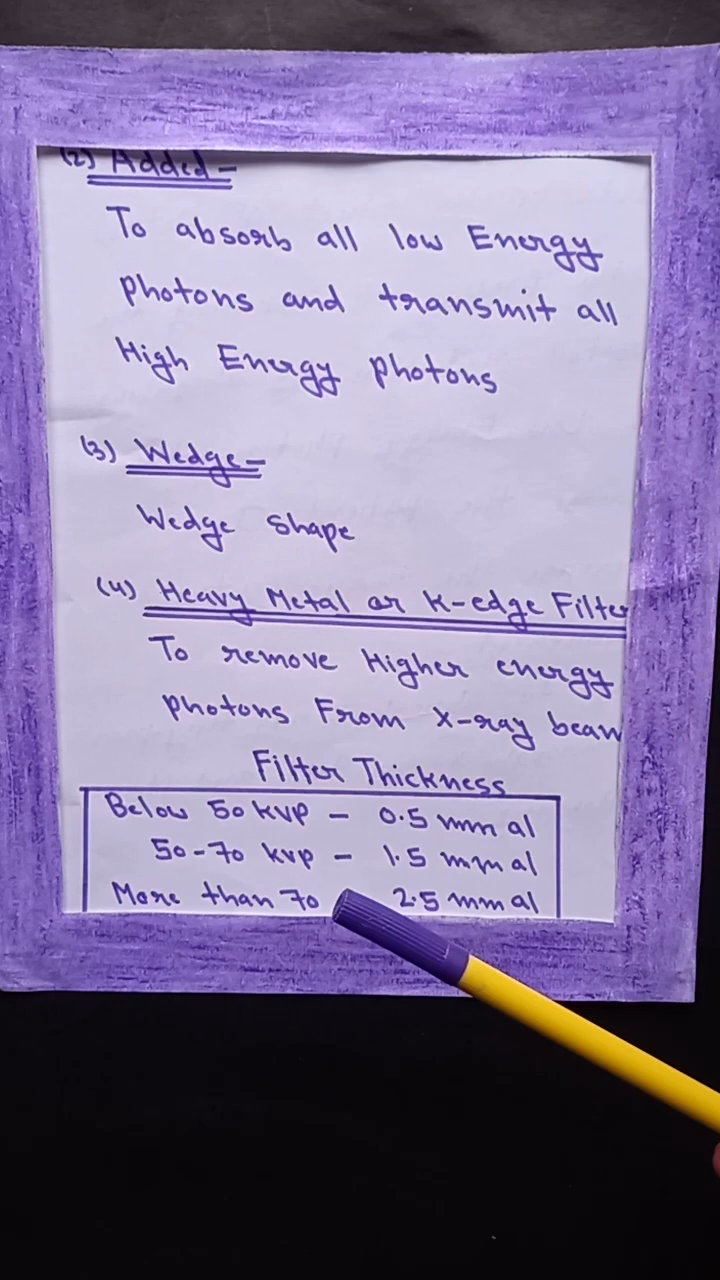 (2) Added-
To absorb all low Energy
photons and transmit all
High Energy photons
(3) Wedge-
Wedge shape
(4) Heavy Metal or K-edge Filter
To remove Higher energy
photons From X-ray beam
Filter Thickness
Below 50 KVP - 0.5 mm al
50-70 kvp - 1.5 mm al
More than 70 2.5 mm al